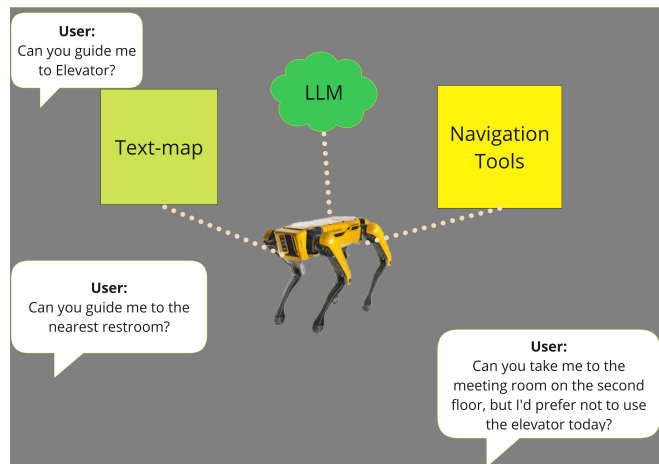 User:
Can you guide me
to Elevator?
LLM
Text-map
Navigation
Tools
User:
Can you guide me to the
nearest restroom?
User:
Can you take me to the
meeting room on the second
floor, but I'd prefer not to use
the elevator today?